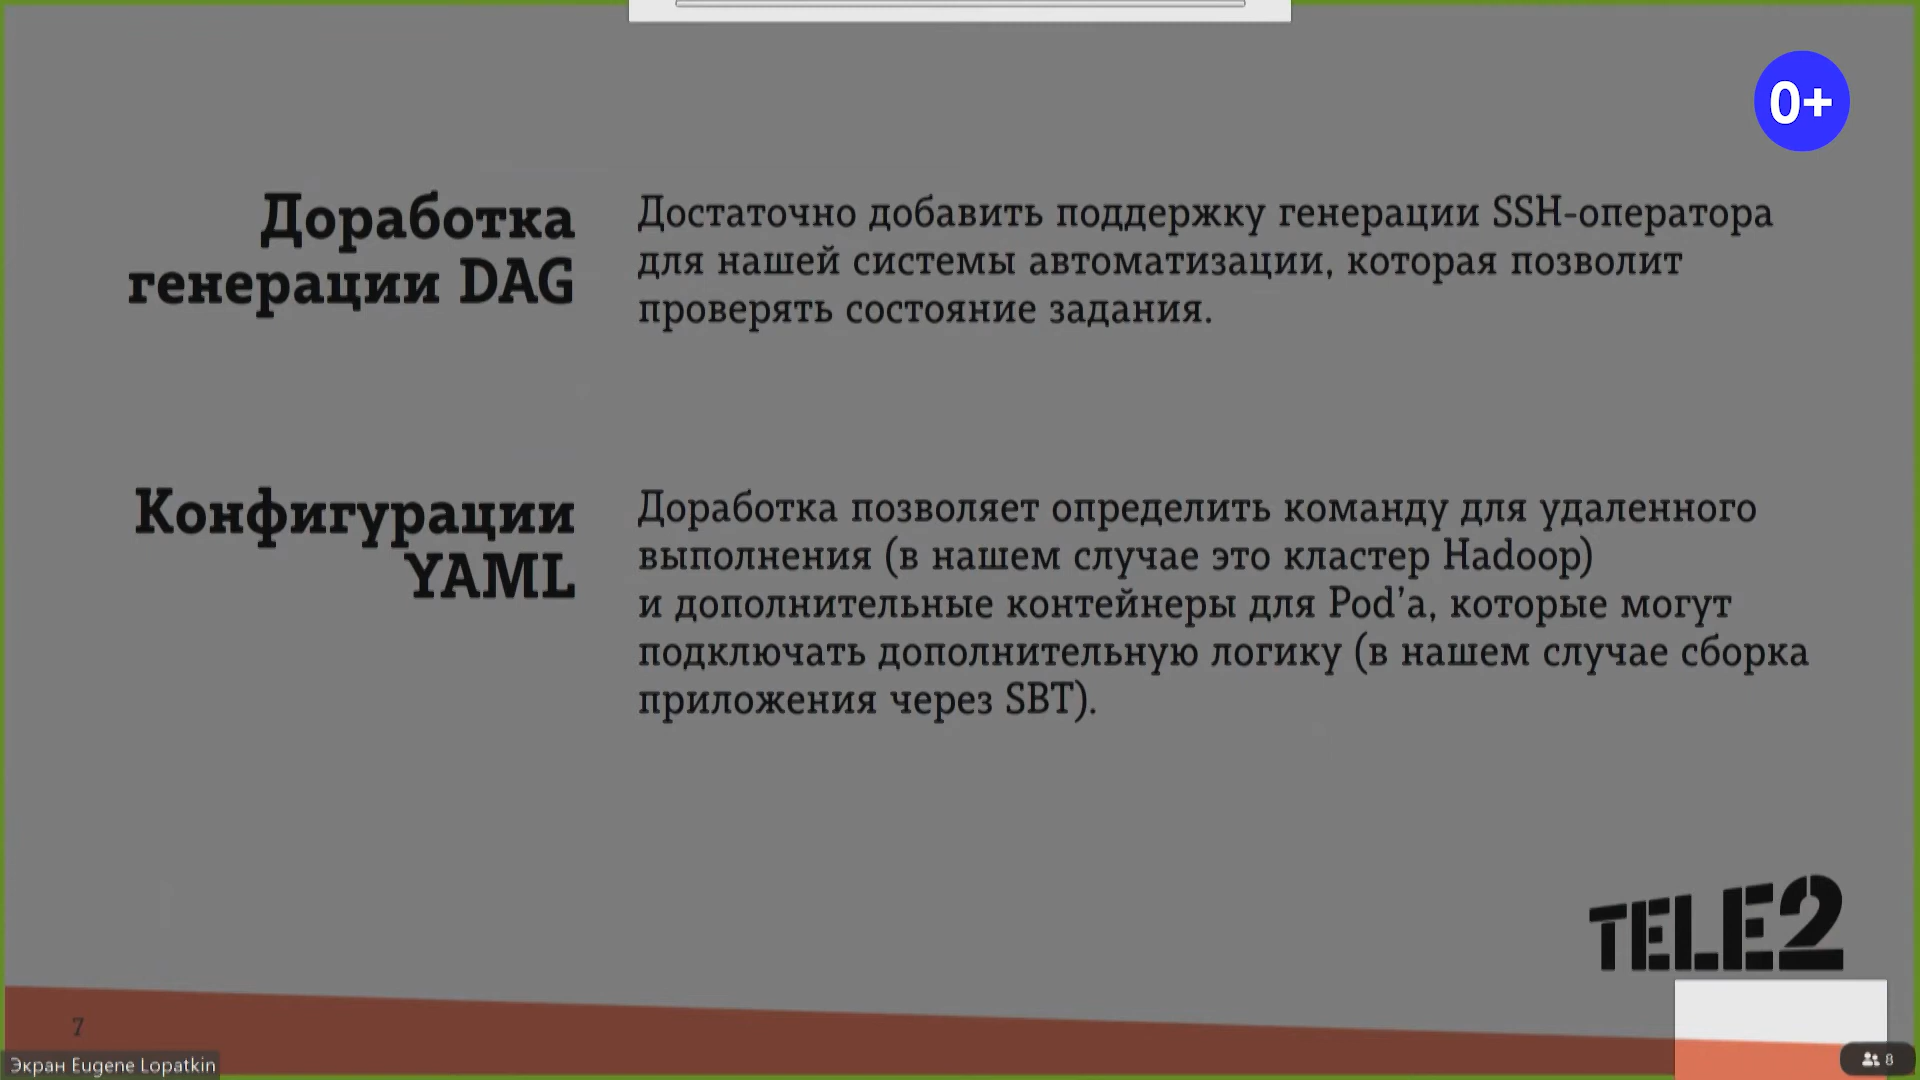 0+
Доработка
генерации DAG
Достаточно добавить поддержку генерации SSH-оператора
для нашей системы автоматизации, которая позволит
проверять состояние задания.
Конфигурации
YAML
Доработка позволяет определить команду для удаленного
выполнения (в нашем случае это кластер Hadoop)
и дополнительные контейнеры для Pod’а, которые могут
подключать дополнительную логику (в нашем случае сборка
приложения через SBT).
TELE2
7
Экран Eugene Lopatkin
8